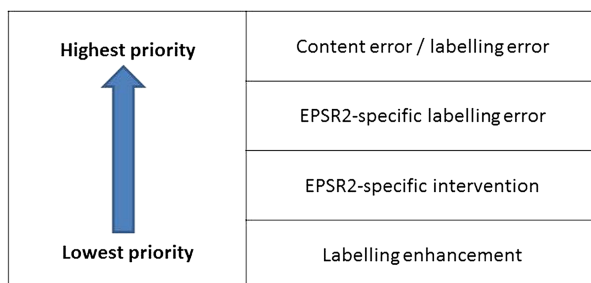 Highest priority
Content error / labelling error
EPSR2-specific labelling error
EPSR2-specific intervention
Lowest priority
Labelling enhancement